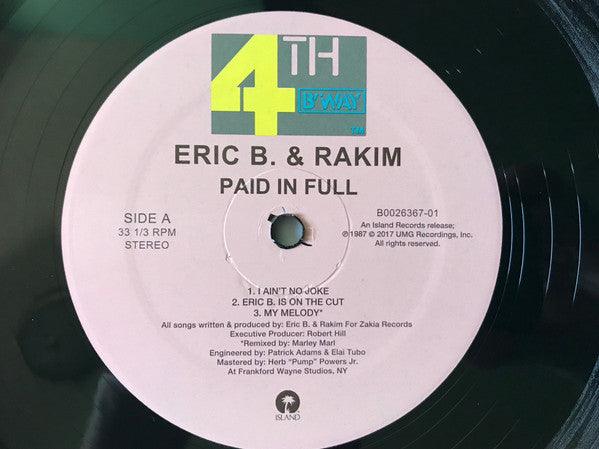 4TH
B'WAY
TM
ERIC B. & RAKIM
PAID IN FULL
SIDE A
33 1/3 RPM
STEREO
B0026367-01
An Island Records release;
℗1987 © 2017 UMG Recordings, Inc.
All rights reserved.
1. I AIN'T NO JOKE
2. ERIC B. IS ON THE CUT
3. MY MELODY*
All songs written & produced by: Eric B. & Rakim For Zakia Records
Executive Producer: Robert Hill
*Remixed by: Marley Marl
Engineered by: Patrick Adams & Elai Tubo
Mastered by: Herb "Pump" Powers Jr.
At Frankford Wayne Studios, NY
ISLAND